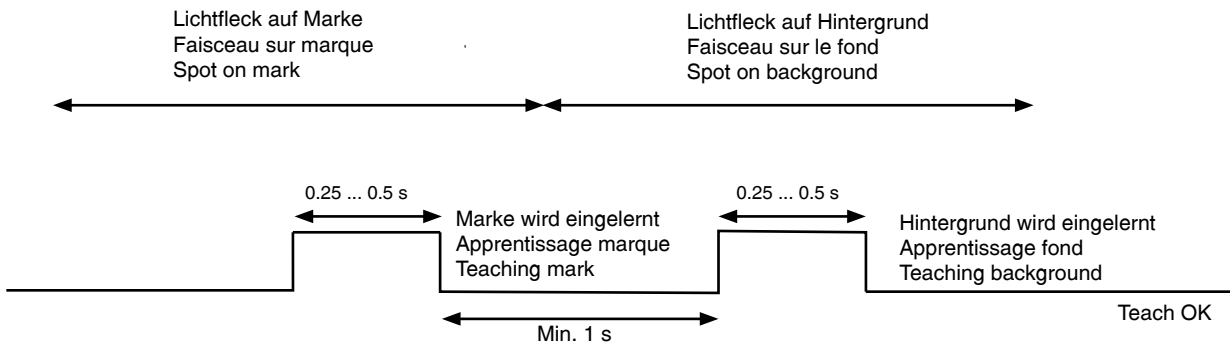 Lichtfleck auf Marke
Faisceau sur marque
Spot on mark
Lichtfleck auf Hintergrund
Faisceau sur le fond
Spot on background
0.25 ... 0.5 s
Marke wird eingelernt
Apprentissage marque
Teaching mark
0.25 ... 0.5 s
Hintergrund wird eingelernt
Apprentissage fond
Teaching background
Min. 1 s
Teach OK